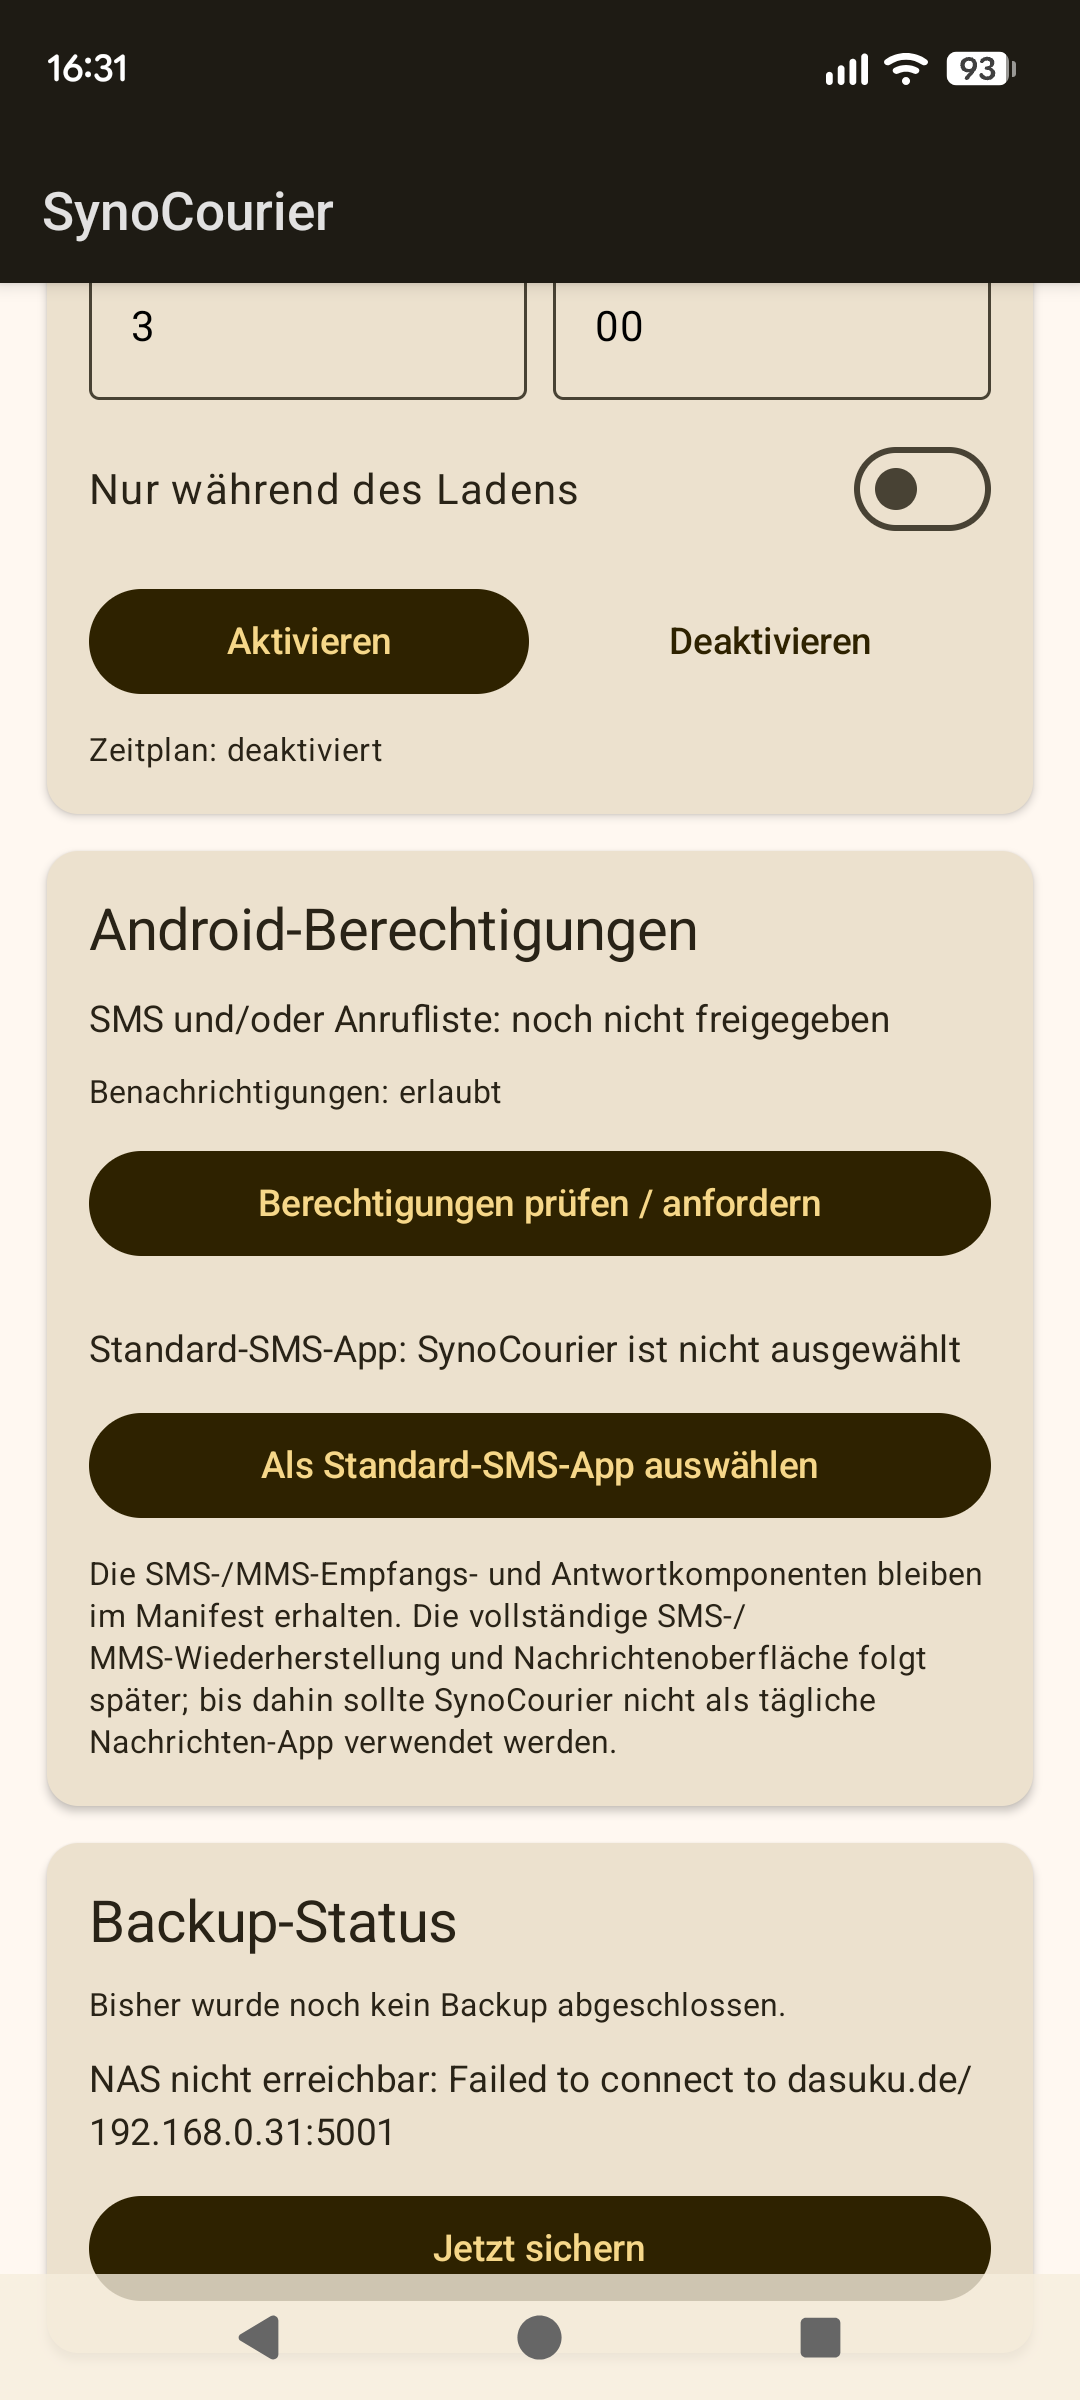 16:31
93
SynoCourier
3
00
Nur während des Ladens
Aktivieren
Deaktivieren
Zeitplan: deaktiviert
Android-Berechtigungen
SMS und/oder Anrufliste: noch nicht freigegeben
Benachrichtigungen: erlaubt
Berechtigungen prüfen / anfordern
Standard-SMS-App: SynoCourier ist nicht ausgewählt
Als Standard-SMS-App auswählen
Die SMS-/MMS-Empfangs- und Antwortkomponenten bleiben
im Manifest erhalten. Die vollständige SMS-/
MMS-Wiederherstellung und Nachrichtenoberfläche folgt
später; bis dahin sollte SynoCourier nicht als tägliche
Nachrichten-App verwendet werden.
Backup-Status
Bisher wurde noch kein Backup abgeschlossen.
NAS nicht erreichbar: Failed to connect to dasuku.de/
192.168.0.31:5001
Jetzt sichern